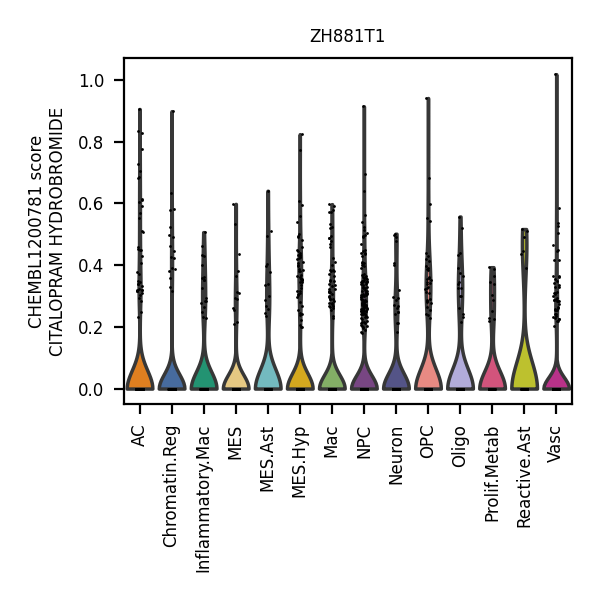 ZH881T1
CHEMBL1200781 score
CITALOPRAM HYDROBROMIDE
1.0
0.8
0.6
0.4
0.2
0.0
AC
Chromatin.Reg
Inflammatory.Mac
MES
MES.Ast
MES.Hyp
Mac
NPC
Neuron
OPC
Oligo
Prolif.Metab
Reactive.Ast
Vasc